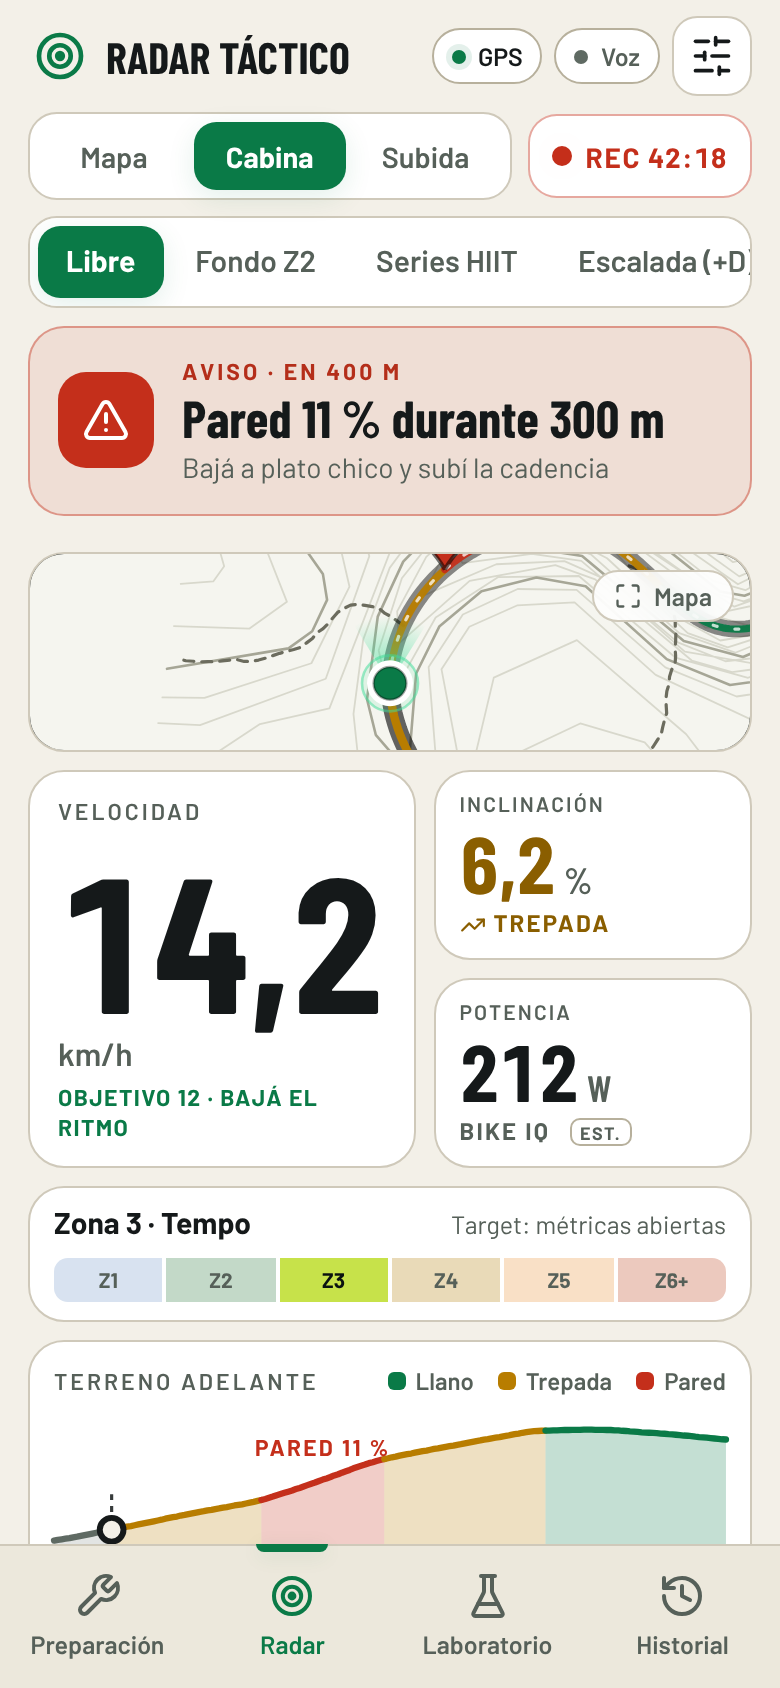 RADAR TÁCTICO
GPS
Voz
Mapa
Cabina
Subida
REC 42:18
Libre
Fondo Z2
Series HIIT
Escalada (+D)
AVISO · EN 400 M
Pared 11 % durante 300 m
Bajá a plato chico y subí la cadencia
Mapa
VELOCIDAD
14,2
km/h
OBJETIVO 12 · BAJÁ EL
RITMO
INCLINACIÓN
6,2 %
TREPADA
POTENCIA
212 W
BIKE IQ EST.
Zona 3 · Tempo
Target: métricas abiertas
Z1 Z2 Z3 Z4 Z5 Z6+
TERRENO ADELANTE
Llano
Trepada
Pared
PARED 11 %
Preparación
Radar
Laboratorio
Historial